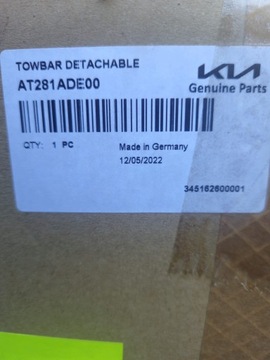 TOWBAR DETACHABLE
AT281ADE00
KIA
Genuine Parts
QTY: 1 PC
Made in Germany
12/05/2022
345162600001